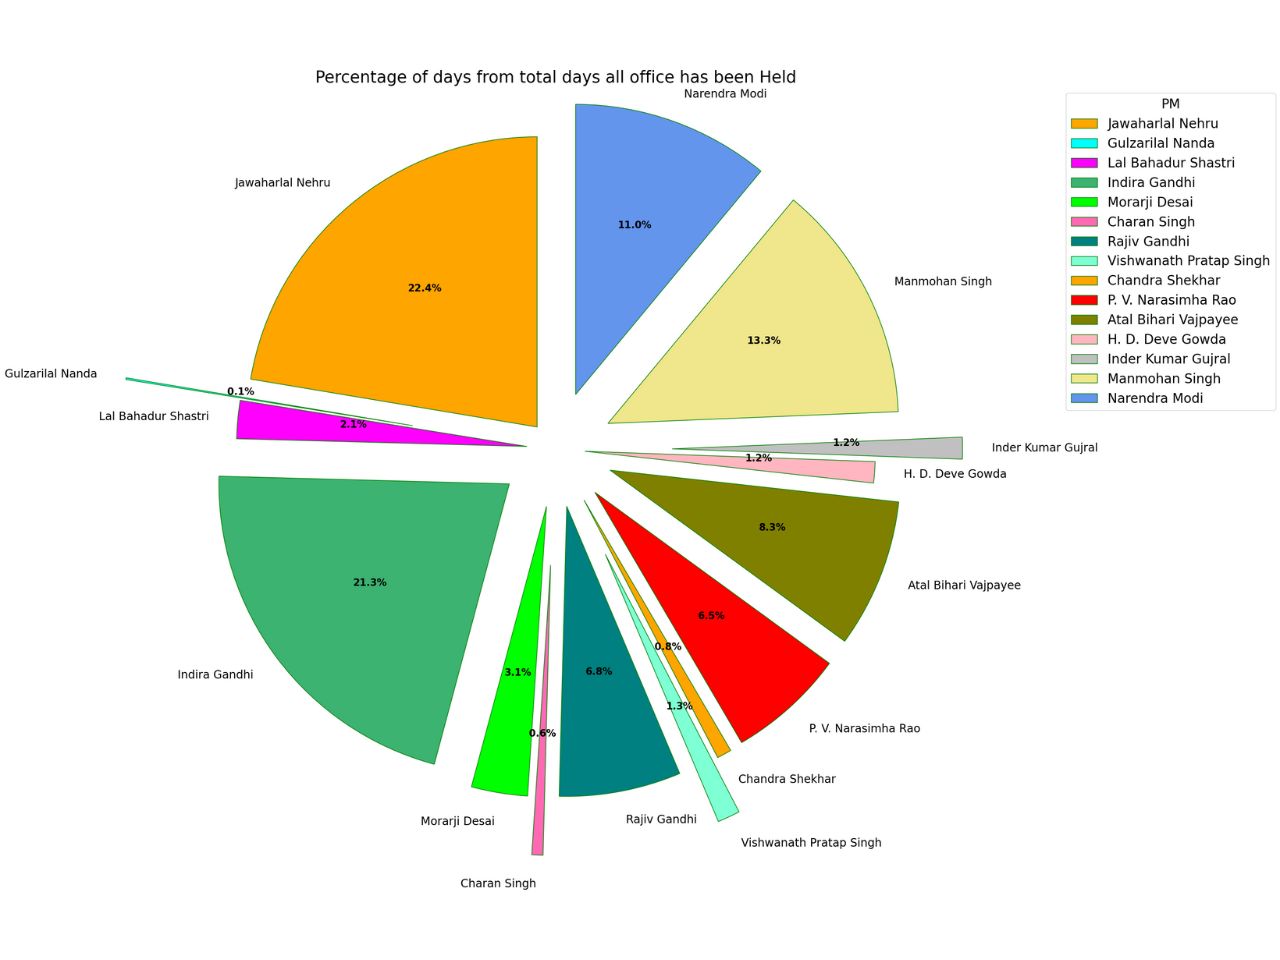 Percentage of days from total days all office has been Held
Narendra Modi
11.0%
Jawaharlal Nehru
22.4%
Manmohan Singh
13.3%
Gulzarilal Nanda
0.1%
Lal Bahadur Shastri
2.1%
Inder Kumar Gujral
1.2%
H. D. Deve Gowda
1.2%
Atal Bihari Vajpayee
8.3%
Indira Gandhi
21.3%
P. V. Narasimha Rao
6.5%
Chandra Shekhar
0.8%
Vishwanath Pratap Singh
1.3%
Rajiv Gandhi
6.8%
Morarji Desai
3.1%
Charan Singh
0.6%
PM
Jawaharlal Nehru
Gulzarilal Nanda
Lal Bahadur Shastri
Indira Gandhi
Morarji Desai
Charan Singh
Rajiv Gandhi
Vishwanath Pratap Singh
Chandra Shekhar
P. V. Narasimha Rao
Atal Bihari Vajpayee
H. D. Deve Gowda
Inder Kumar Gujral
Manmohan Singh
Narendra Modi